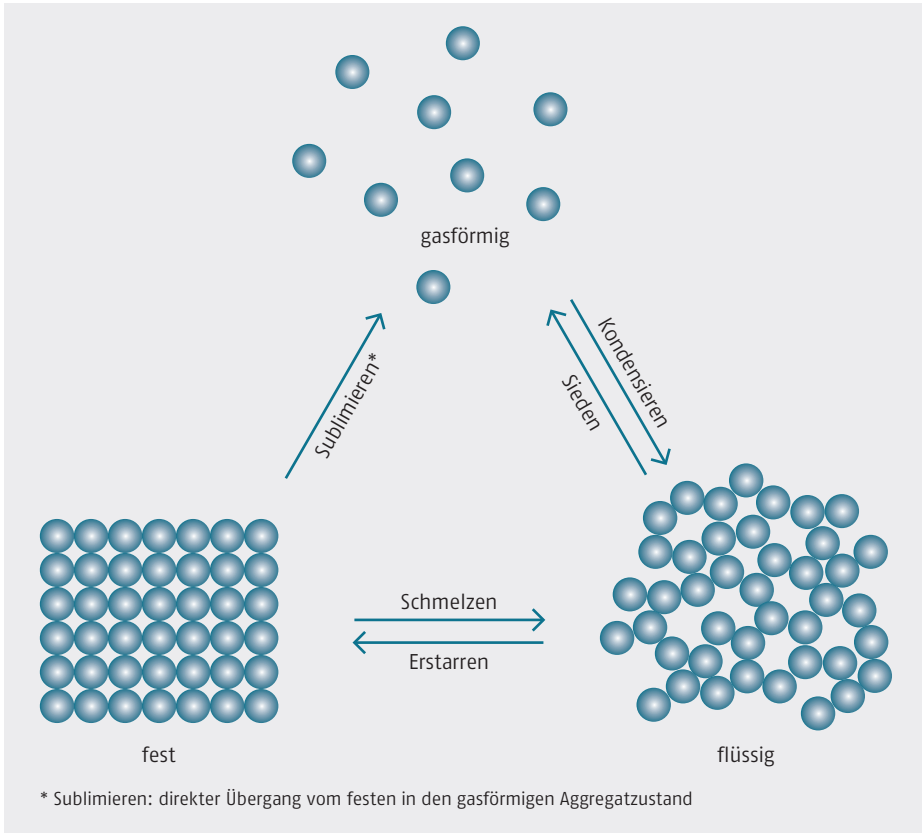 gasförmig
Sublimieren*
Kondensieren
Sieden
Schmelzen
Erstarren
fest
flüssig
* Sublimieren: direkter Übergang vom festen in den gasförmigen Aggregatzustand